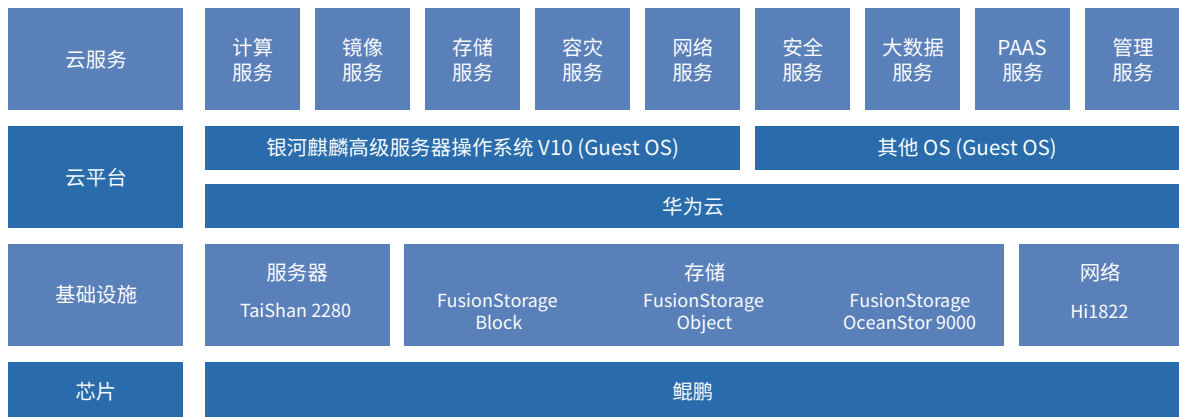 云服务
计算
服务
镜像
服务
存储
服务
容灾
服务
网络
服务
安全
服务
大数据
服务
PAAS
服务
管理
服务
云平台
银河麒麟高级服务器操作系统 V10 (Guest OS)
其他 OS (Guest OS)
华为云
基础设施
服务器
TaiShan 2280
存储
FusionStorage
Block
FusionStorage
Object
FusionStorage
OceanStor 9000
网络
Hi1822
芯片
鲲鹏